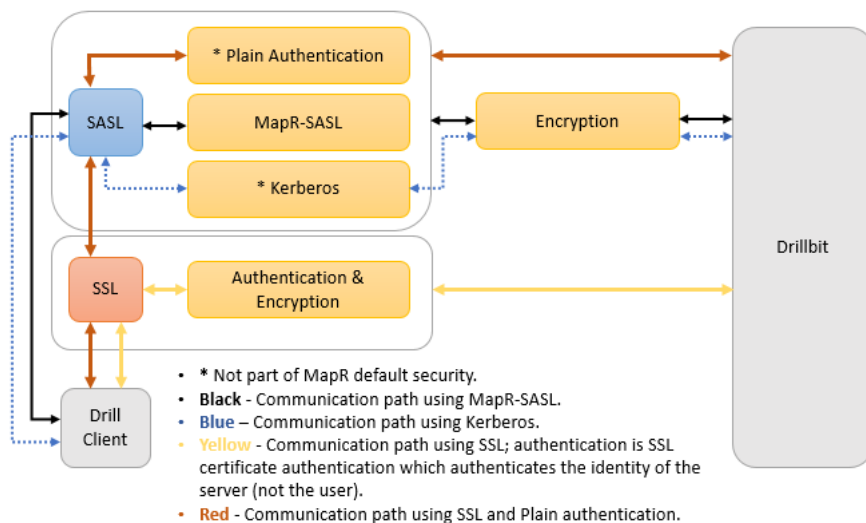 * Plain Authentication
SASL
MapR-SASL
Encryption
* Kerberos
Drillbit
SSL
Authentication &
Encryption
Drill
Client
• * Not part of MapR default security.
• Black - Communication path using MapR-SASL.
• Blue – Communication path using Kerberos.
• Yellow - Communication path using SSL; authentication is SSL
certificate authentication which authenticates the identity of the
server (not the user).
• Red - Communication path using SSL and Plain authentication.